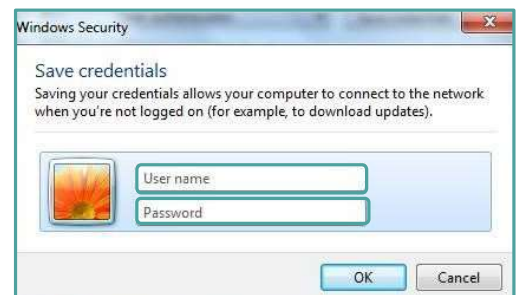 Windows Security
Save credentials
Saving your credentials allows your computer to connect to the network
when you're not logged on (for example, to download updates).
User name
Password
OK
Cancel